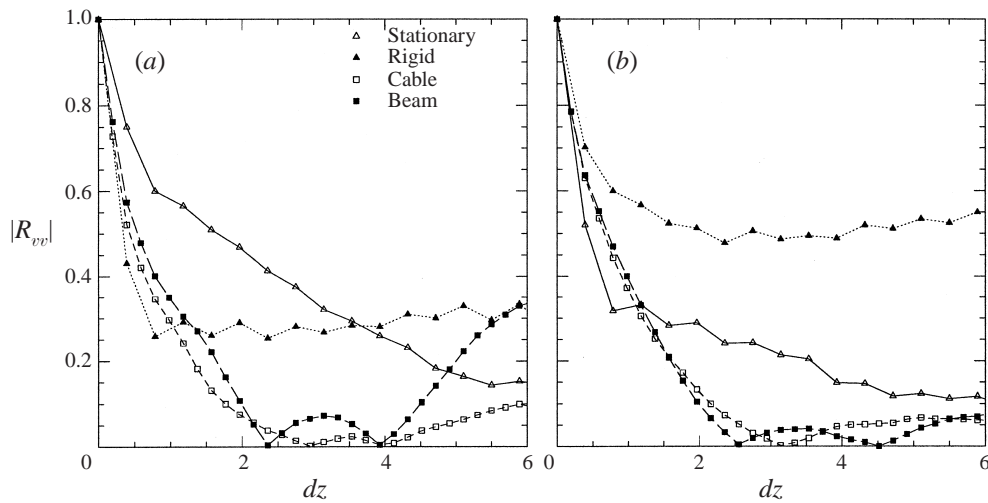 1.0
0.8
0.6
|R_vv|
0.4
0.2
(a)
Stationary
Rigid
Cable
Beam
(b)
0 2 4 6
0 2 4 6
dz
dz